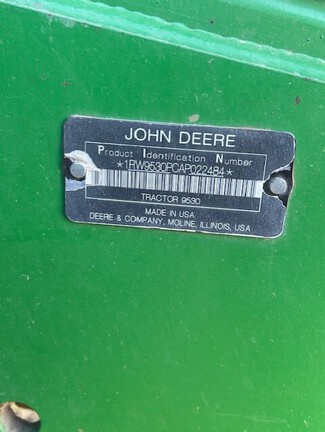 JOHN DEERE
Product Identification Number
*1RW9530PCAP022484*
TRACTOR 9530
MADE IN USA
DEERE & COMPANY, MOLINE, ILLINOIS, USA